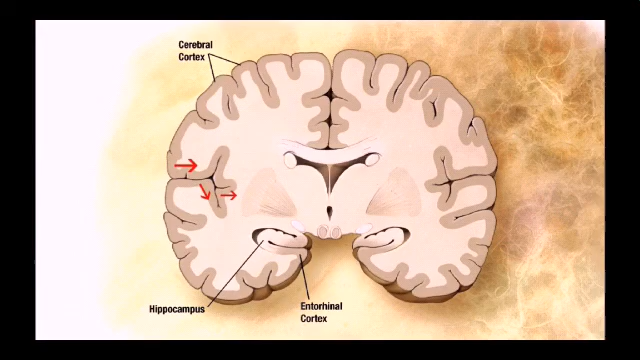 Cerebral
Cortex
Hippocampus
Entorhinal
Cortex